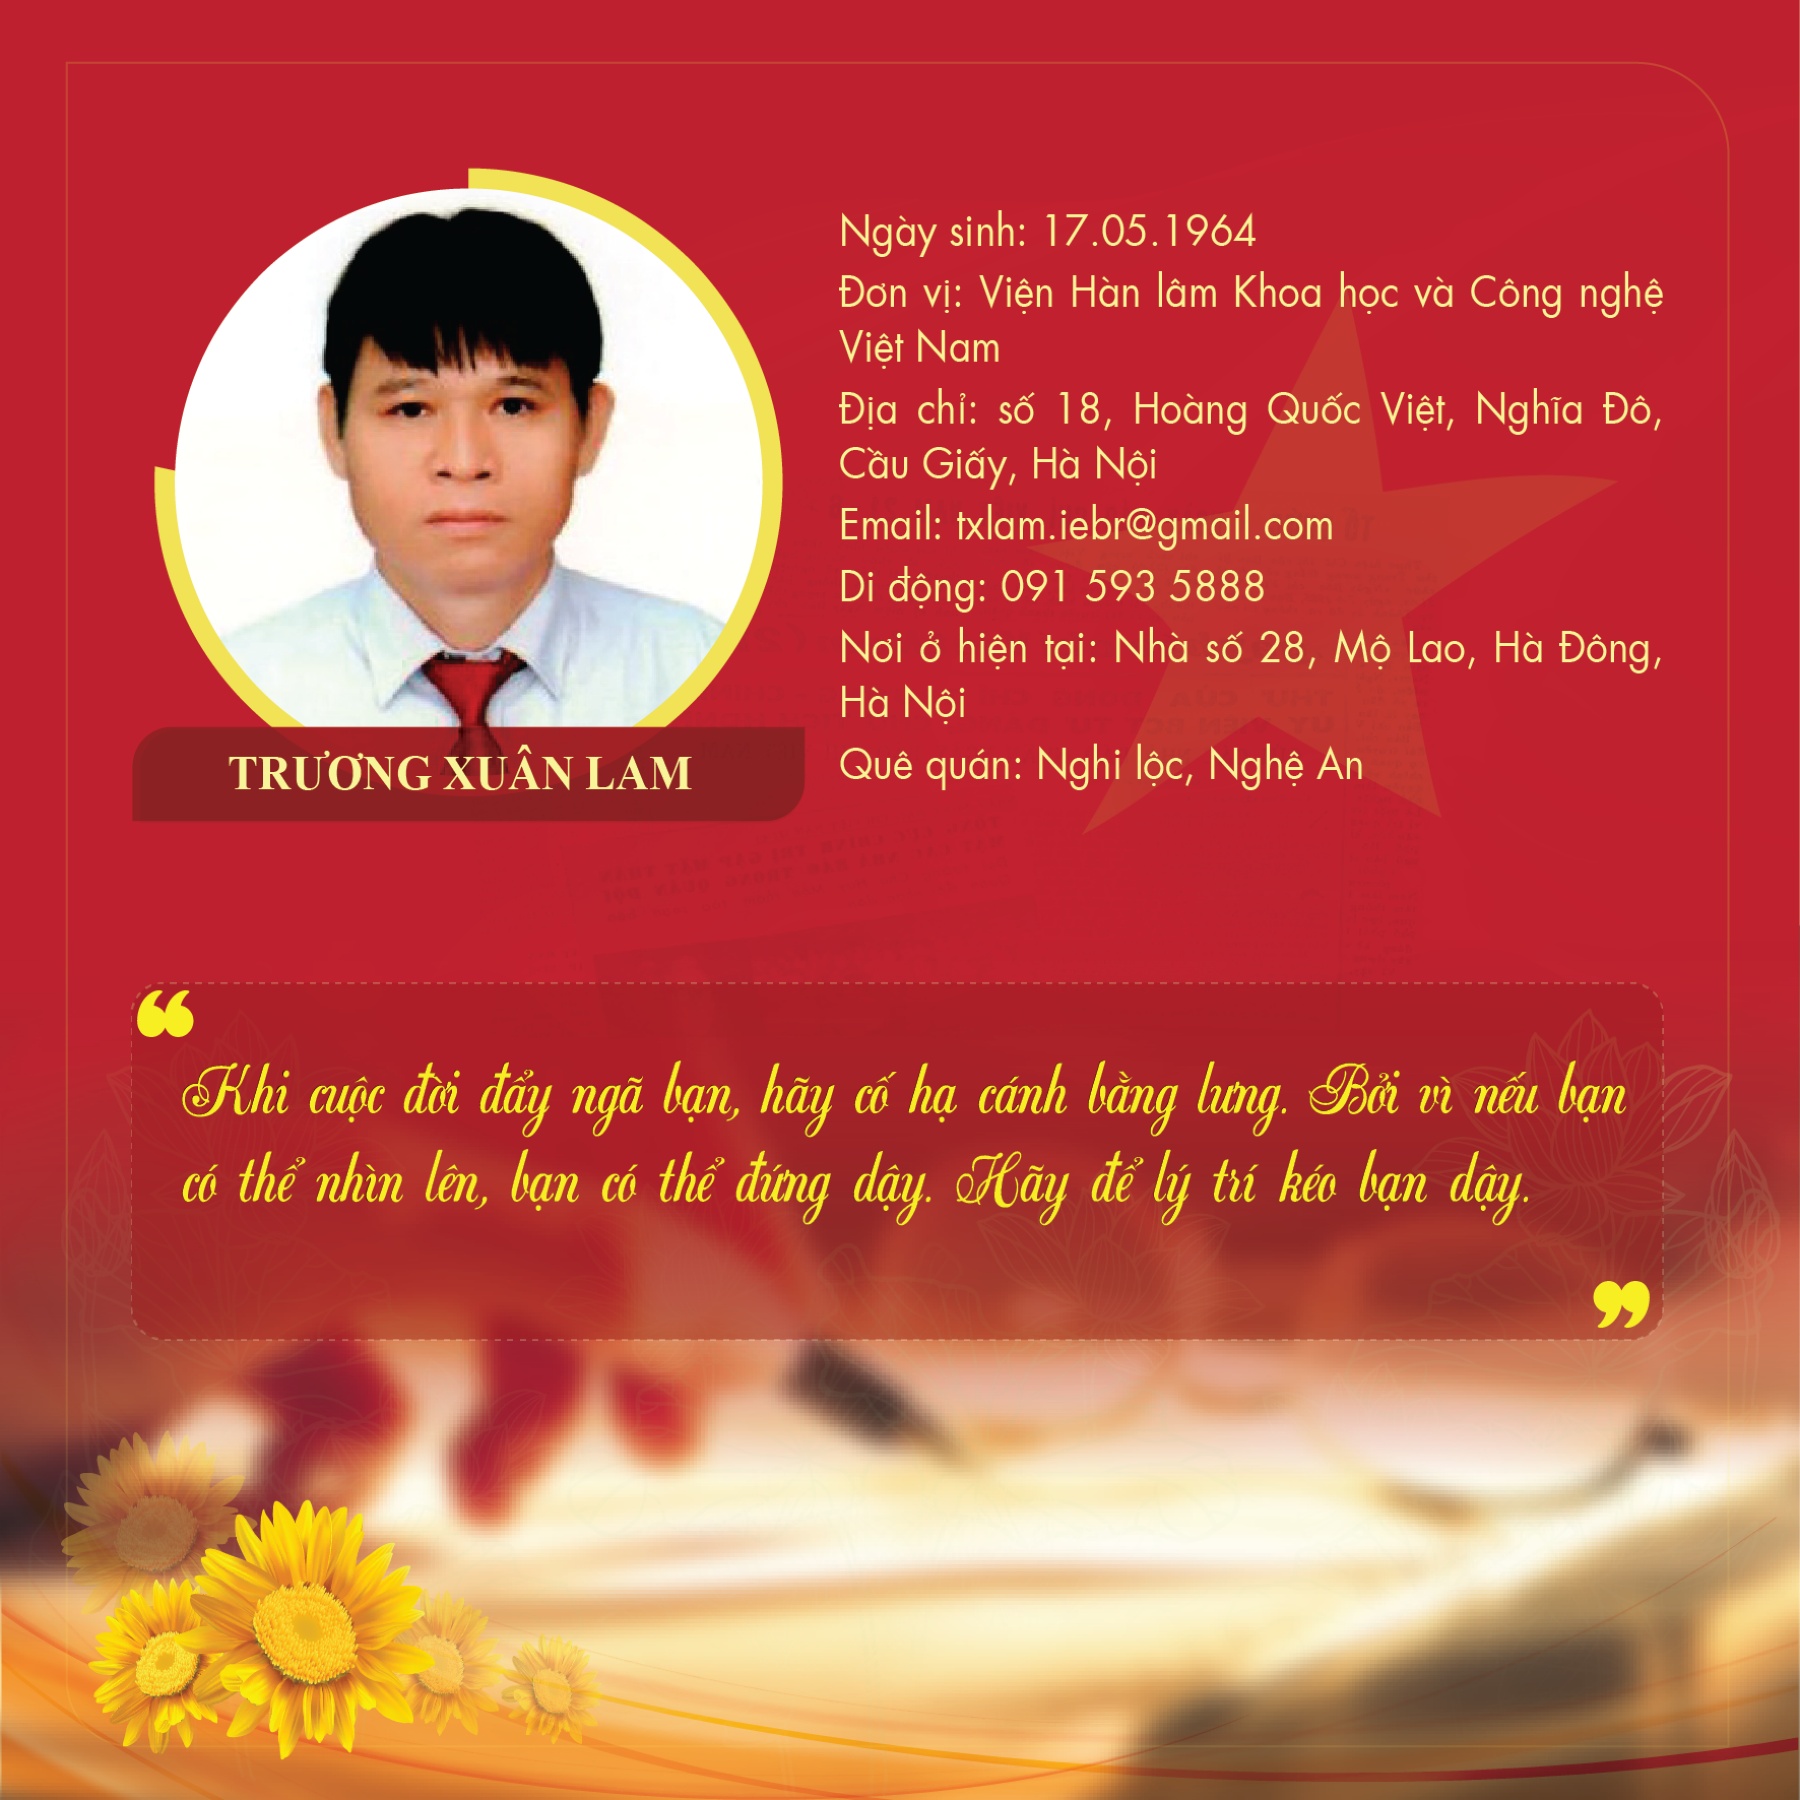 Ngày sinh: 17.05.1964
Đơn vị: Viện Hàn lâm Khoa học và Công nghệ
Việt Nam
Địa chỉ: số 18, Hoàng Quốc Việt, Nghĩa Đô,
Cầu Giấy, Hà Nội
Email: txlam.iebr@gmail.com
Di động: 091 593 5888
Nơi ở hiện tại: Nhà số 28, Mộ Lao, Hà Đông,
Hà Nội
Quê quán: Nghi lộc, Nghệ An
TRƯƠNG XUÂN LAM
“
Khi cuộc đời đẩy ngã bạn, hãy cố hạ cánh bằng lưng. Bởi vì nếu bạn
có thể nhìn lên, bạn có thể đứng dậy. Hãy để lý trí kéo bạn dậy.
”